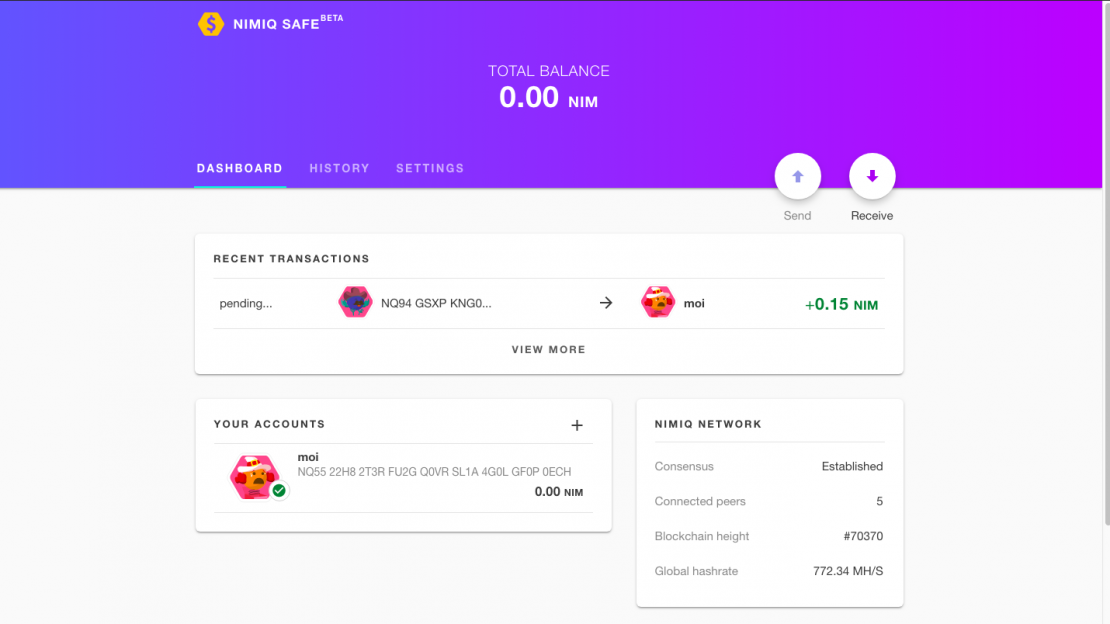 NIMIQ SAFE BETA
TOTAL BALANCE
0.00 NIM
DASHBOARD HISTORY SETTINGS
Send Receive
RECENT TRANSACTIONS
pending... NQ94 GSXP KNG0... → moi +0.15 NIM
VIEW MORE
YOUR ACCOUNTS +
moi
NQ55 22H8 2T3R FU2G Q0VR SL1A 4G0L GF0P 0ECH
0.00 NIM
NIMIQ NETWORK
Consensus Established
Connected peers 5
Blockchain height #70370
Global hashrate 772.34 MH/S